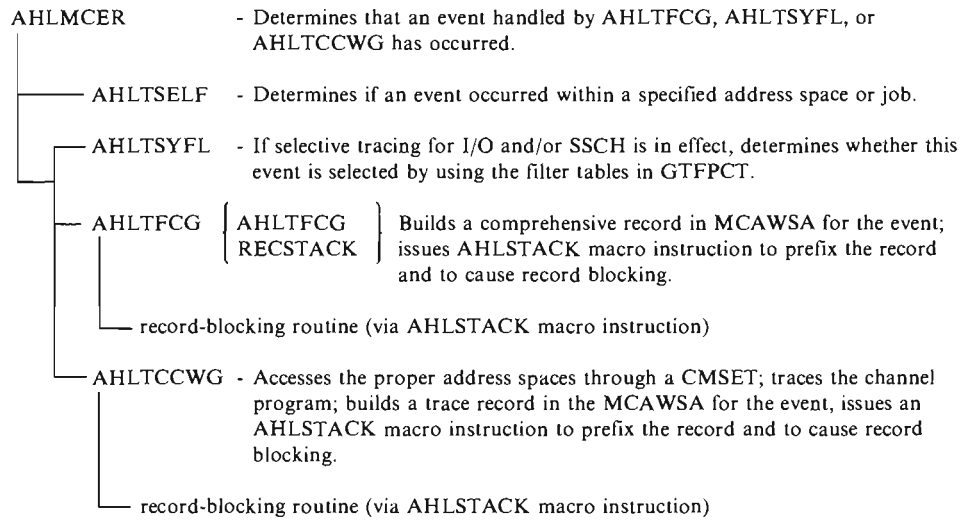 AHLMCER - Determines that an event handled by AHLTFCG, AHLTSYFL, or
AHLTCCWG has occurred.
AHLTSELF - Determines if an event occurred within a specified address space or job.
AHLTSYFL - If selective tracing for I/O and/or SSCH is in effect, determines whether this
event is selected by using the filter tables in GTFPCT.
AHLTFCG AHLTFCG Builds a comprehensive record in MCAWSA for the event;
RECSTACK issues AHLSTACK macro instruction to prefix the record
and to cause record blocking.
record-blocking routine (via AHLSTACK macro instruction)
AHLTCCWG - Accesses the proper address spaces through a CMSET; traces the channel
program; builds a trace record in the MCAWSA for the event, issues an
AHLSTACK macro instruction to prefix the record and to cause record
blocking.
record-blocking routine (via AHLSTACK macro instruction)